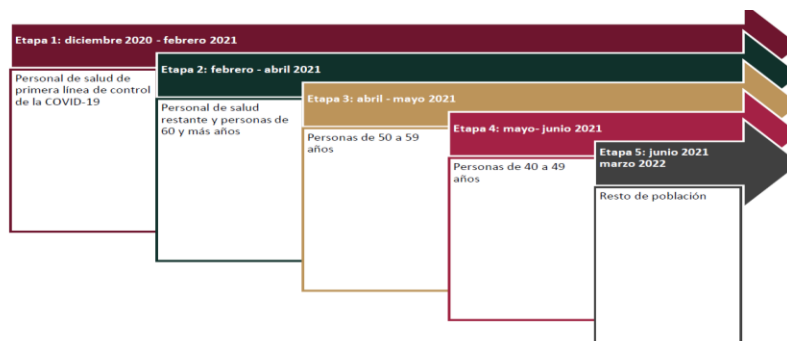 Etapa 1: diciembre 2020 - febrero 2021
Personal de salud de
primera línea de control
de la COVID-19
Etapa 2: febrero - abril 2021
Personal de salud
restante y personas de
60 y más años
Etapa 3: abril - mayo 2021
Personas de 50 a 59
años
Etapa 4: mayo- junio 2021
Personas de 40 a 49
años
Etapa 5: junio 2021
marzo 2022
Resto de población